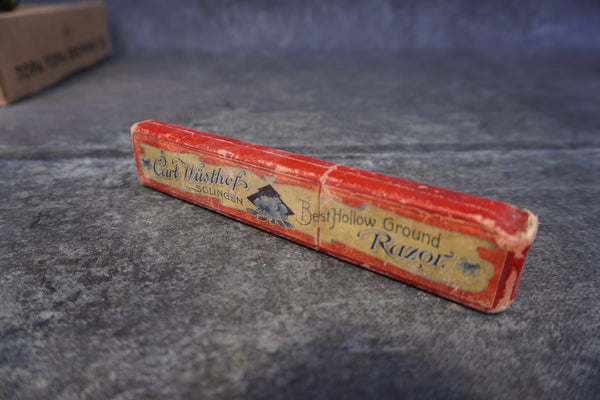 Carl Wüsthof
SOLINGEN
Best Hollow Ground
Razor.